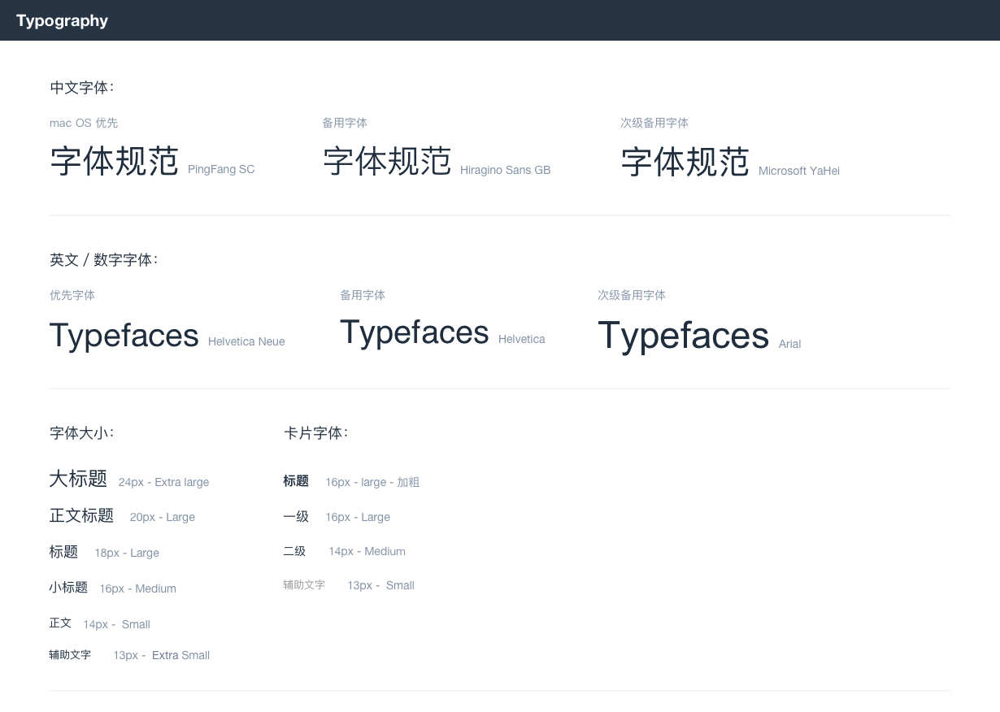 Typography
中文字体：
mac OS 优先
字体规范 PingFang SC
备用字体
字体规范 Hiragino Sans GB
次级备用字体
字体规范 Microsoft YaHei
英文 / 数字字体：
优先字体
Typefaces Helvetica Neue
备用字体
Typefaces Helvetica
次级备用字体
Typefaces Arial
字体大小：
大标题 24px - Extra large
正文标题 20px - Large
标题 18px - Large
小标题 16px - Medium
正文 14px - Small
辅助文字 13px - Extra Small
卡片字体：
标题 16px - large - 加粗
一级 16px - Large
二级 14px - Medium
辅助文字 13px - Small